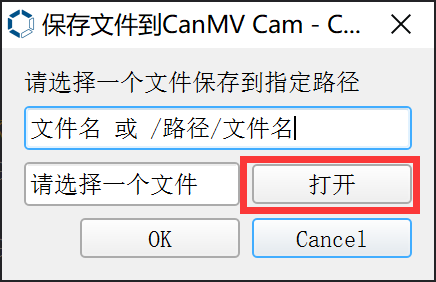 保存文件到CanMV Cam - C...
请选择一个文件保存到指定路径
文件名 或 /路径/文件名
请选择一个文件 打开
OK Cancel